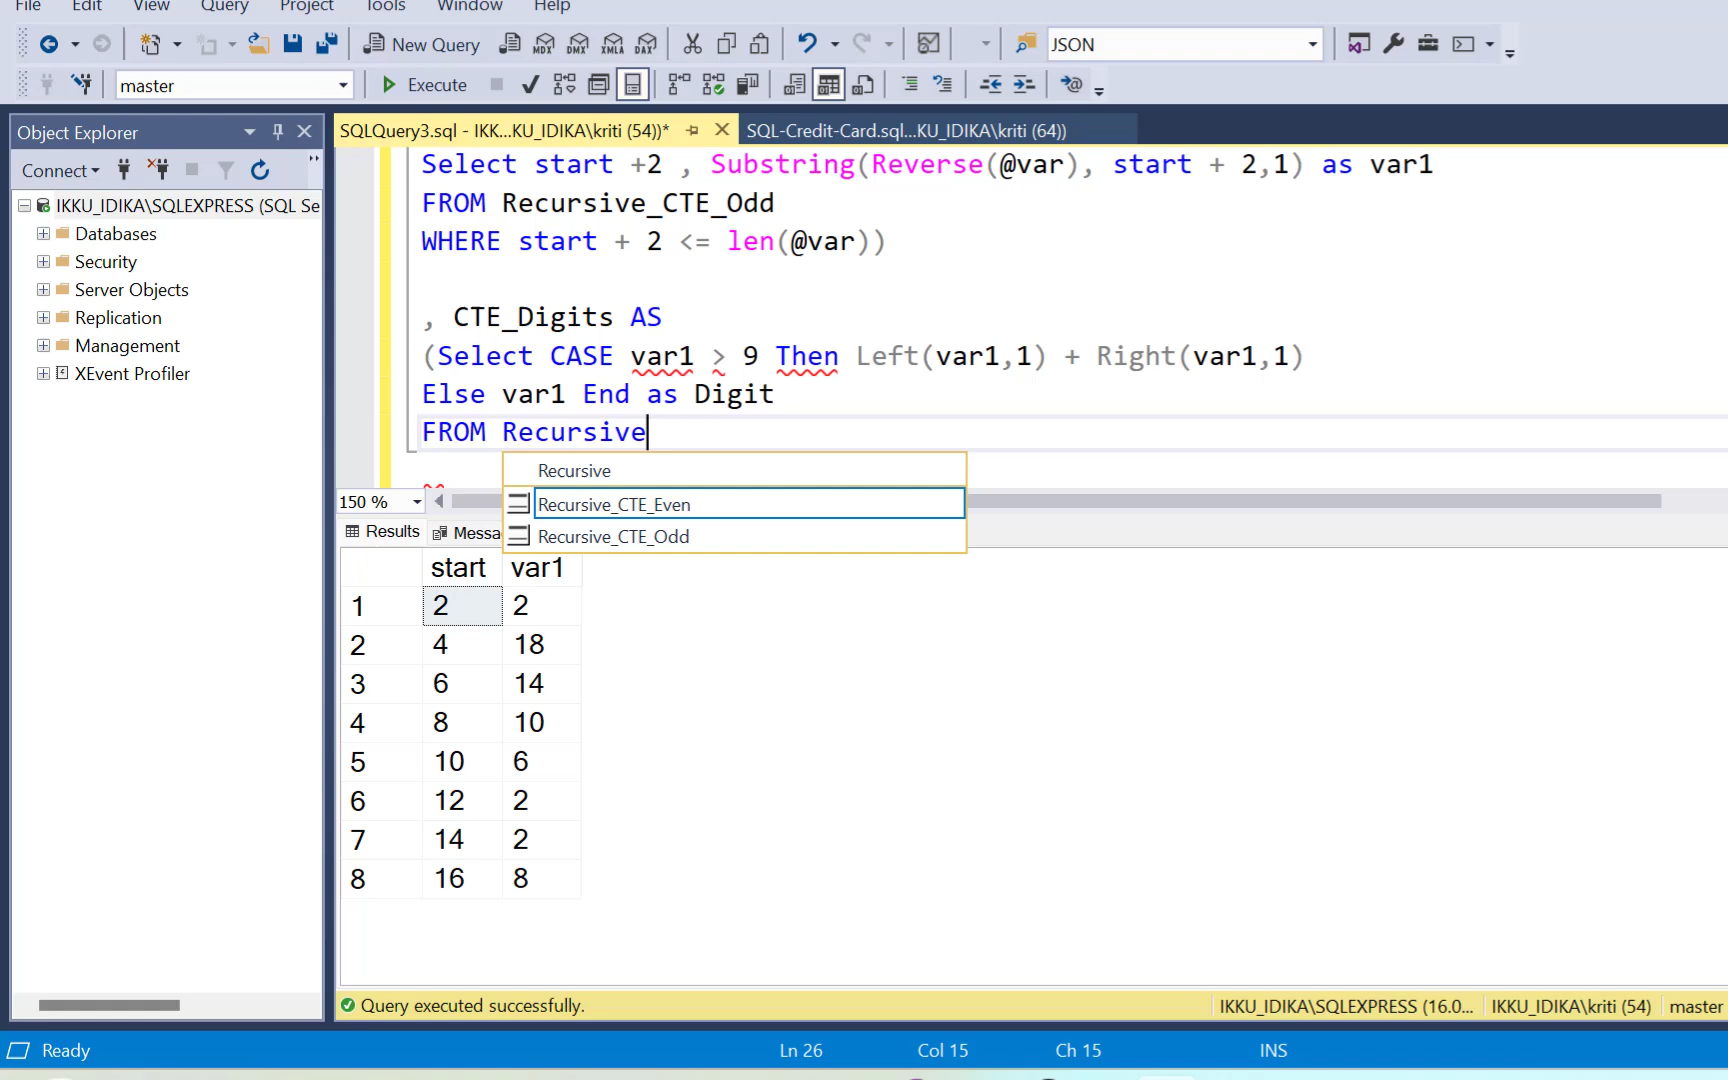 File Edit View Query Project Tools Window Help
New Query MDX DMX XMLA DAX JSON
master Execute
Object Explorer
Connect
IKKU_IDIKA\SQLEXPRESS (SQL Se
Databases
Security
Server Objects
Replication
Management
XEvent Profiler
SQLQuery3.sql - IKK...KU_IDIKA\kriti (54))* SQL-Credit-Card.sql...KU_IDIKA\kriti (64))
Select start +2 , Substring(Reverse(@var), start + 2,1) as var1
FROM Recursive_CTE_Odd
WHERE start + 2 <= len(@var))
, CTE_Digits AS
(Select CASE var1 > 9 Then Left(var1,1) + Right(var1,1)
Else var1 End as Digit
FROM Recursive
Recursive
Recursive_CTE_Even
Recursive_CTE_Odd
150 %
Results Messa
start var1
1 2 2
2 4 18
3 6 14
4 8 10
5 10 6
6 12 2
7 14 2
8 16 8
Query executed successfully. IKKU_IDIKA\SQLEXPRESS (16.0... IKKU_IDIKA\kriti (54) master
Ready Ln 26 Col 15 Ch 15 INS